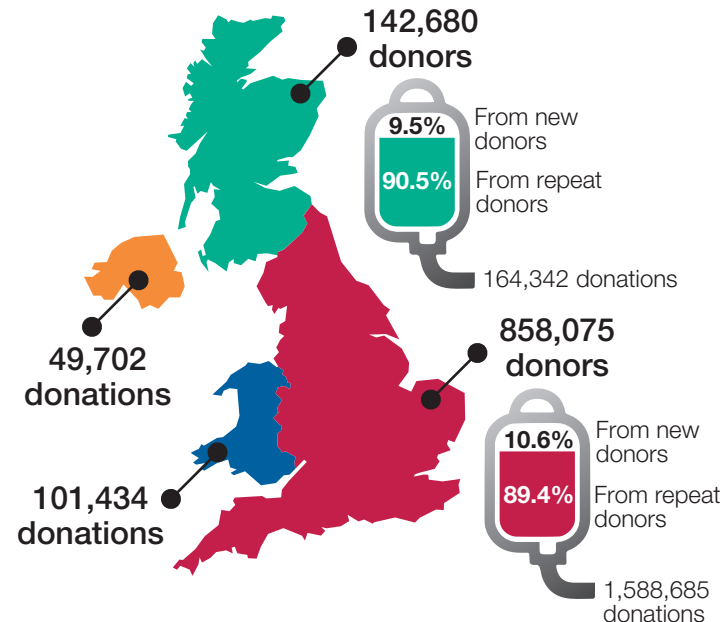 142,680
donors
9.5%
From new
donors
90.5%
From repeat
donors
164,342 donations
49,702
donations
858,075
donors
10.6%
From new
donors
89.4%
From repeat
donors
101,434
donations
1,588,685
donations